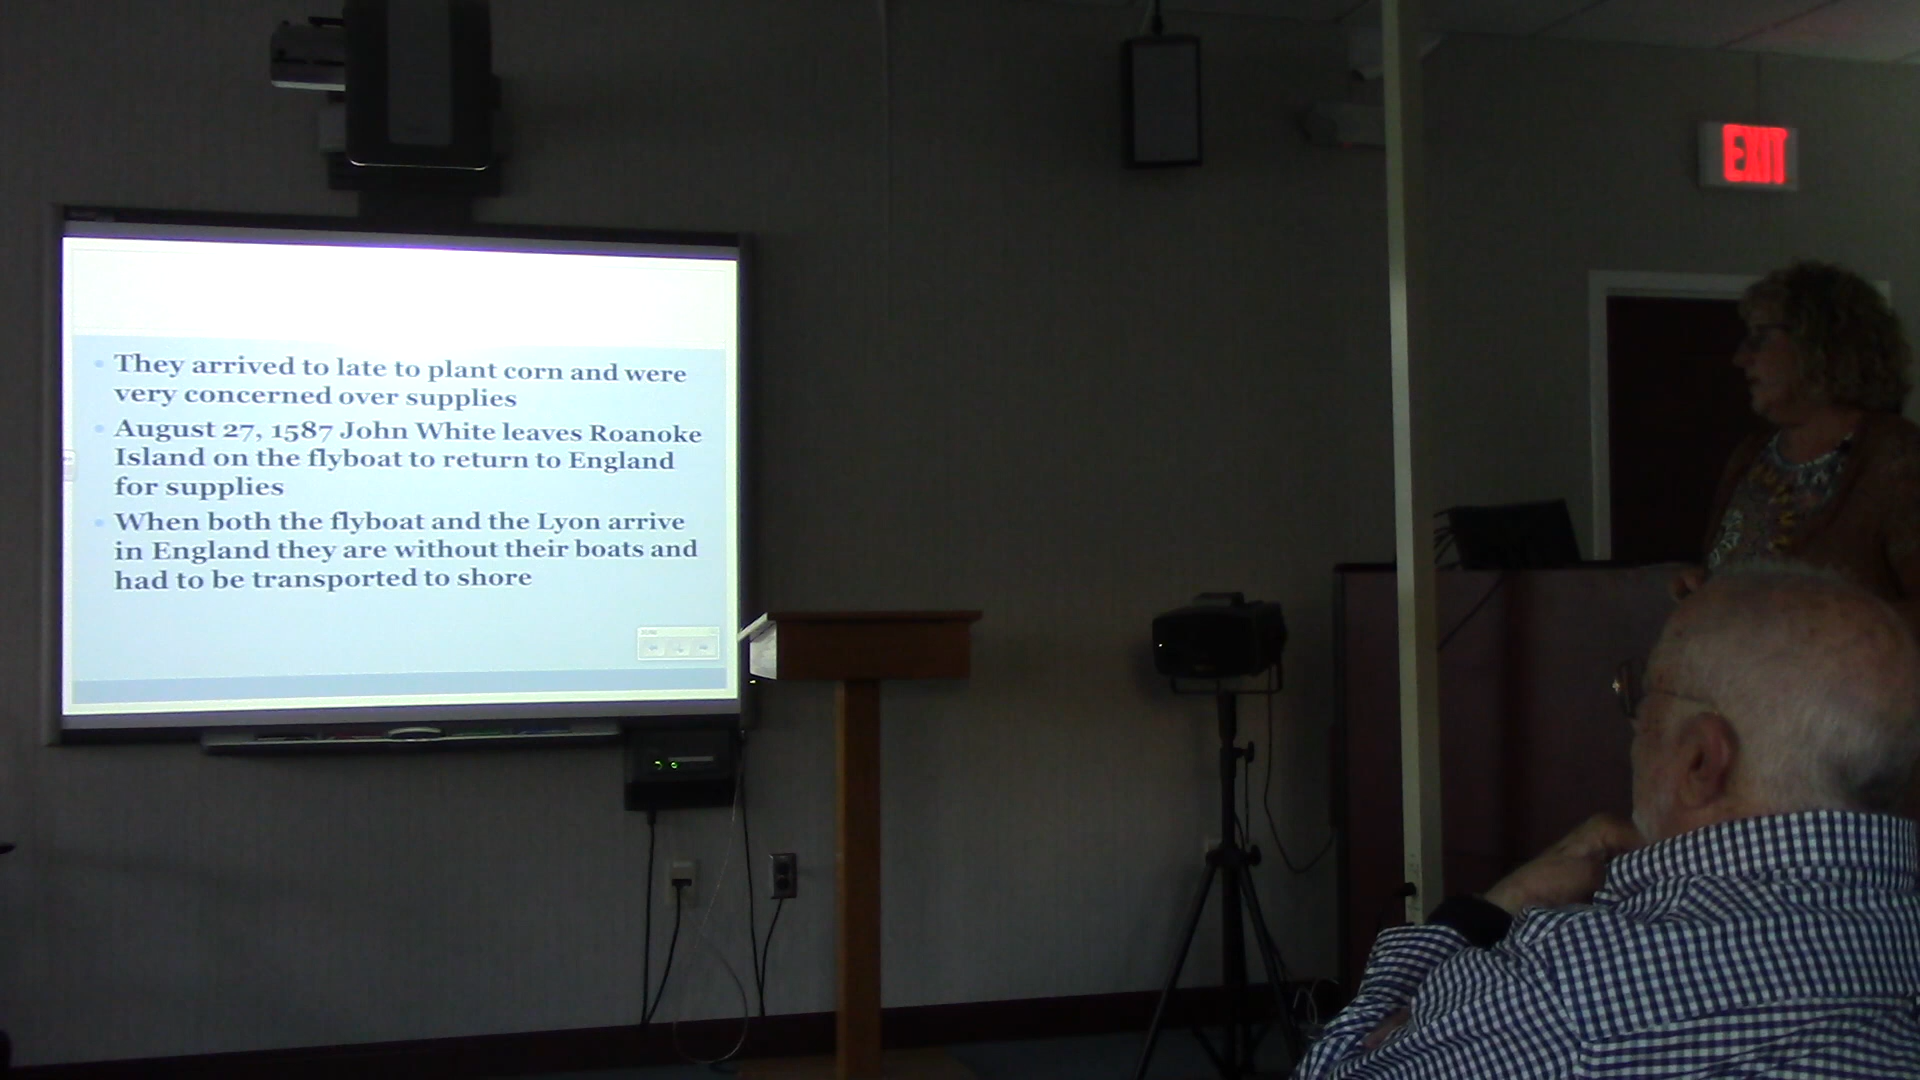 EXIT
They arrived to late to plant corn and were
very concerned over supplies
August 27, 1587 John White leaves Roanoke
Island on the flyboat to return to England
for supplies
When both the flyboat and the Lyon arrive
in England they are without their boats and
had to be transported to shore